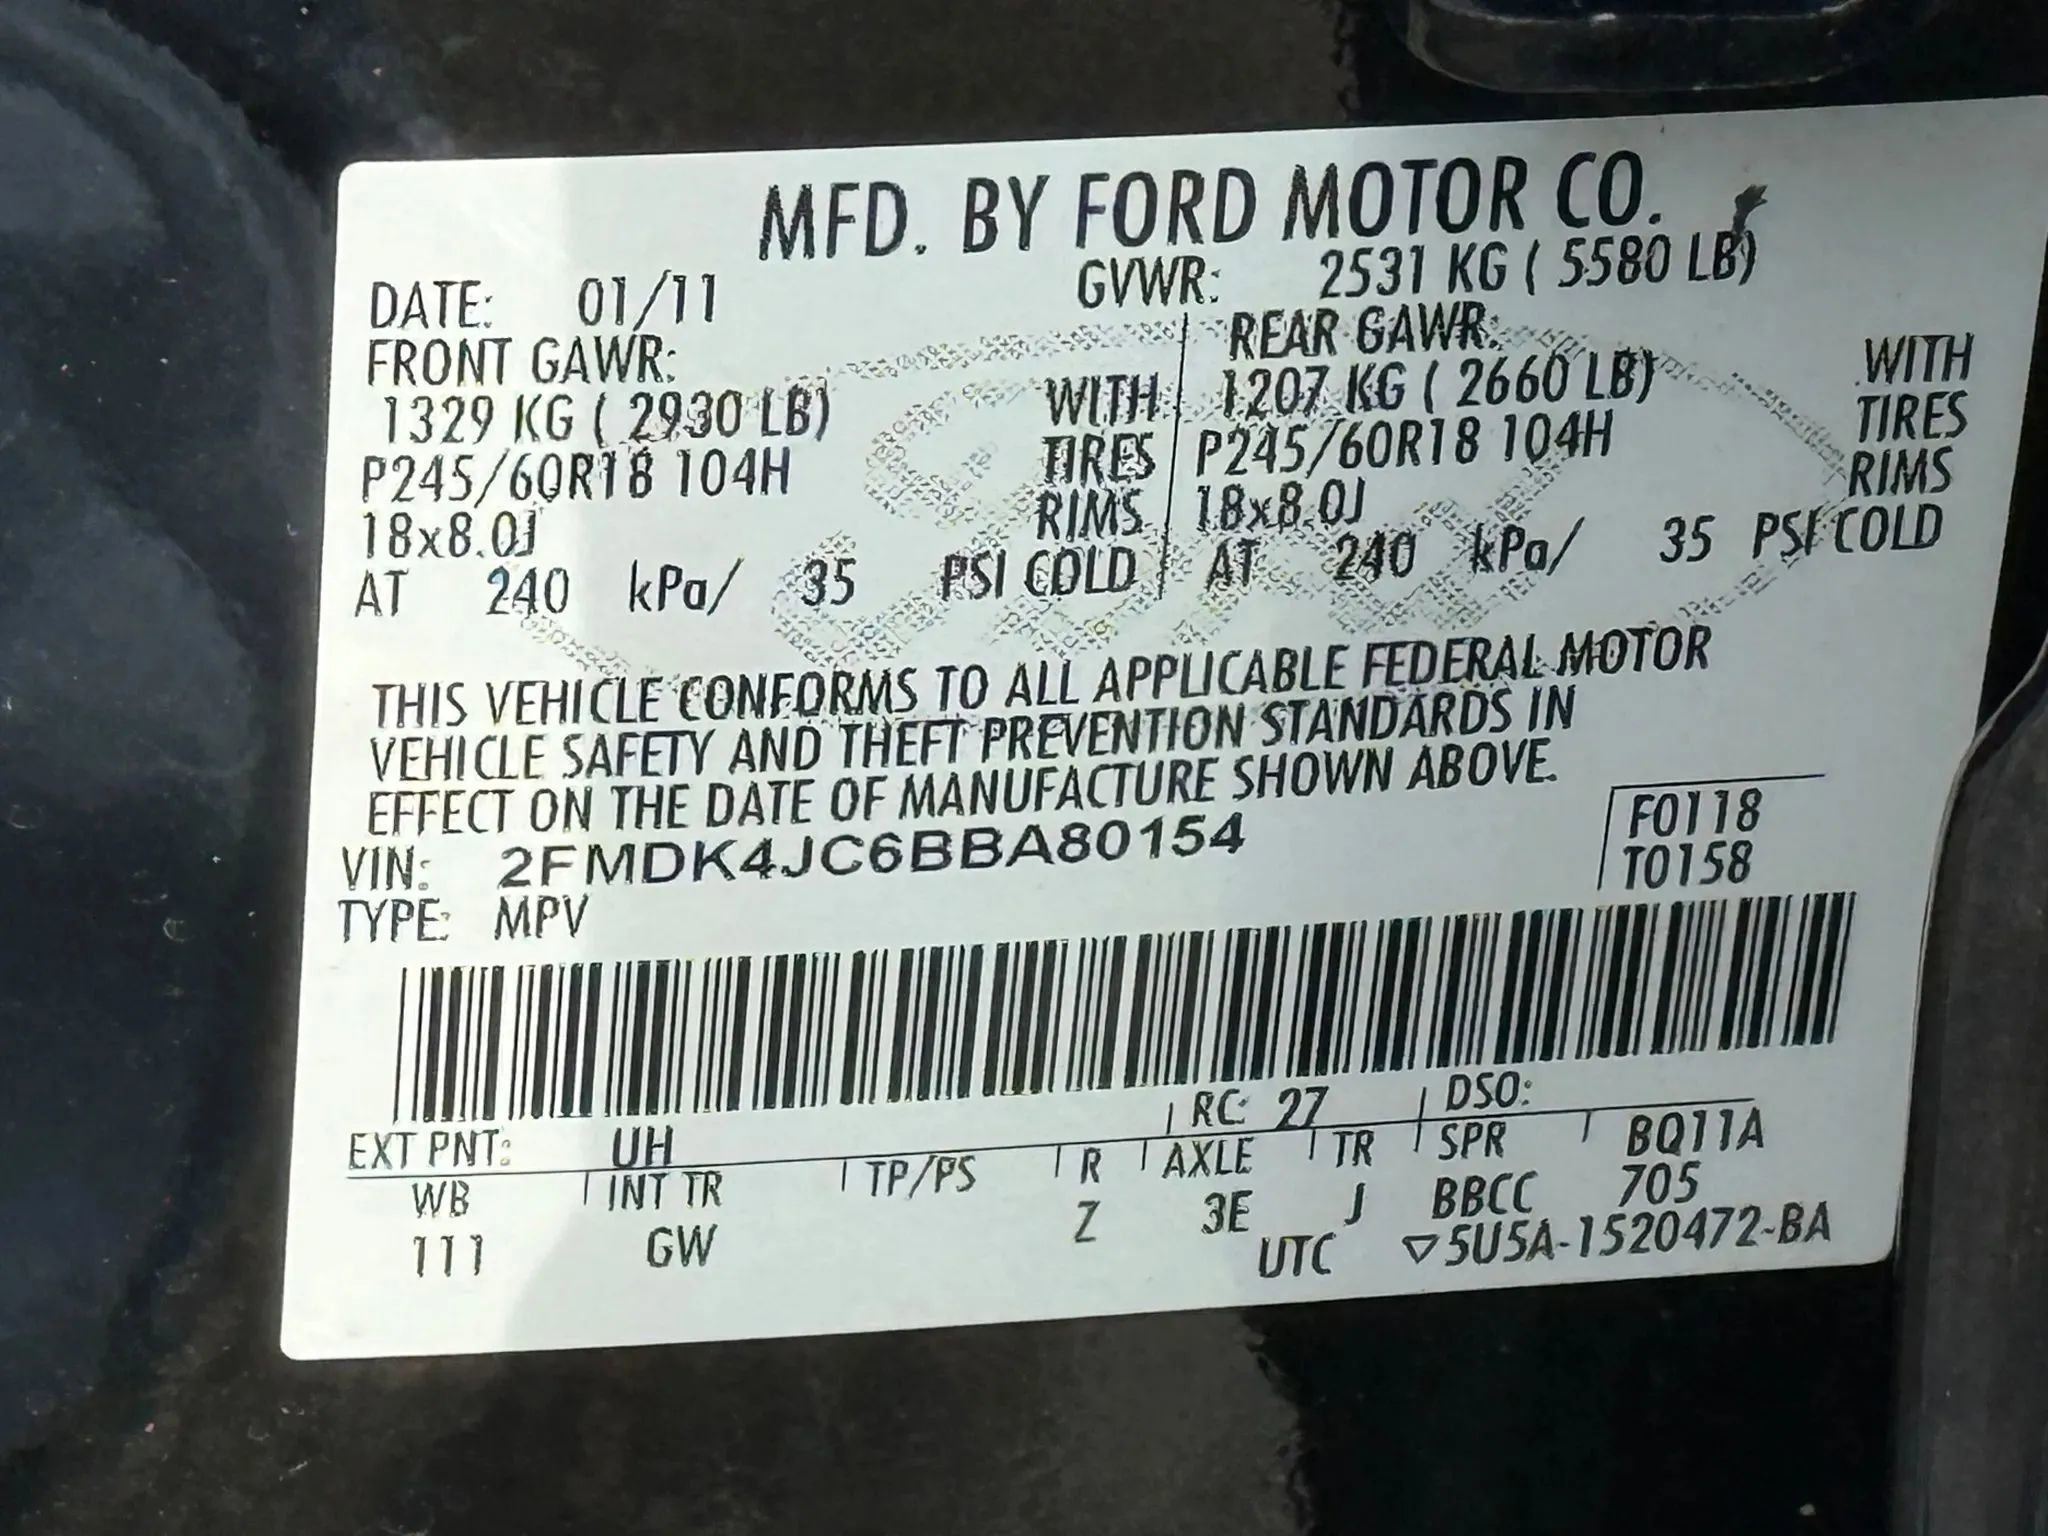 MFD. BY FORD MOTOR CO.
DATE: 01/11 GVWR: 2531 KG ( 5580 LB)
FRONT GAWR: REAR GAWR:
1329 KG ( 2930 LB) WITH 1207 KG ( 2660 LB) WITH
P245/60R18 104H TIRES P245/60R18 104H TIRES
18x8.0J RIMS 18x8.0J RIMS
AT 240 kPa/ 35 PSI COLD AT 240 kPa/ 35 PSI COLD
THIS VEHICLE CONFORMS TO ALL APPLICABLE FEDERAL MOTOR
VEHICLE SAFETY AND THEFT PREVENTION STANDARDS IN
EFFECT ON THE DATE OF MANUFACTURE SHOWN ABOVE.
F0118
VIN: 2FMDK4JC6BBA80154 T0158
TYPE: MPV
EXT PNT: UH RC: 27 DSO:
WB INT TR TP/PS R AXLE TR SPR BQ11A
111 GW Z 3E J BBCC 705
UTC ▽5U5A-1520472-BA